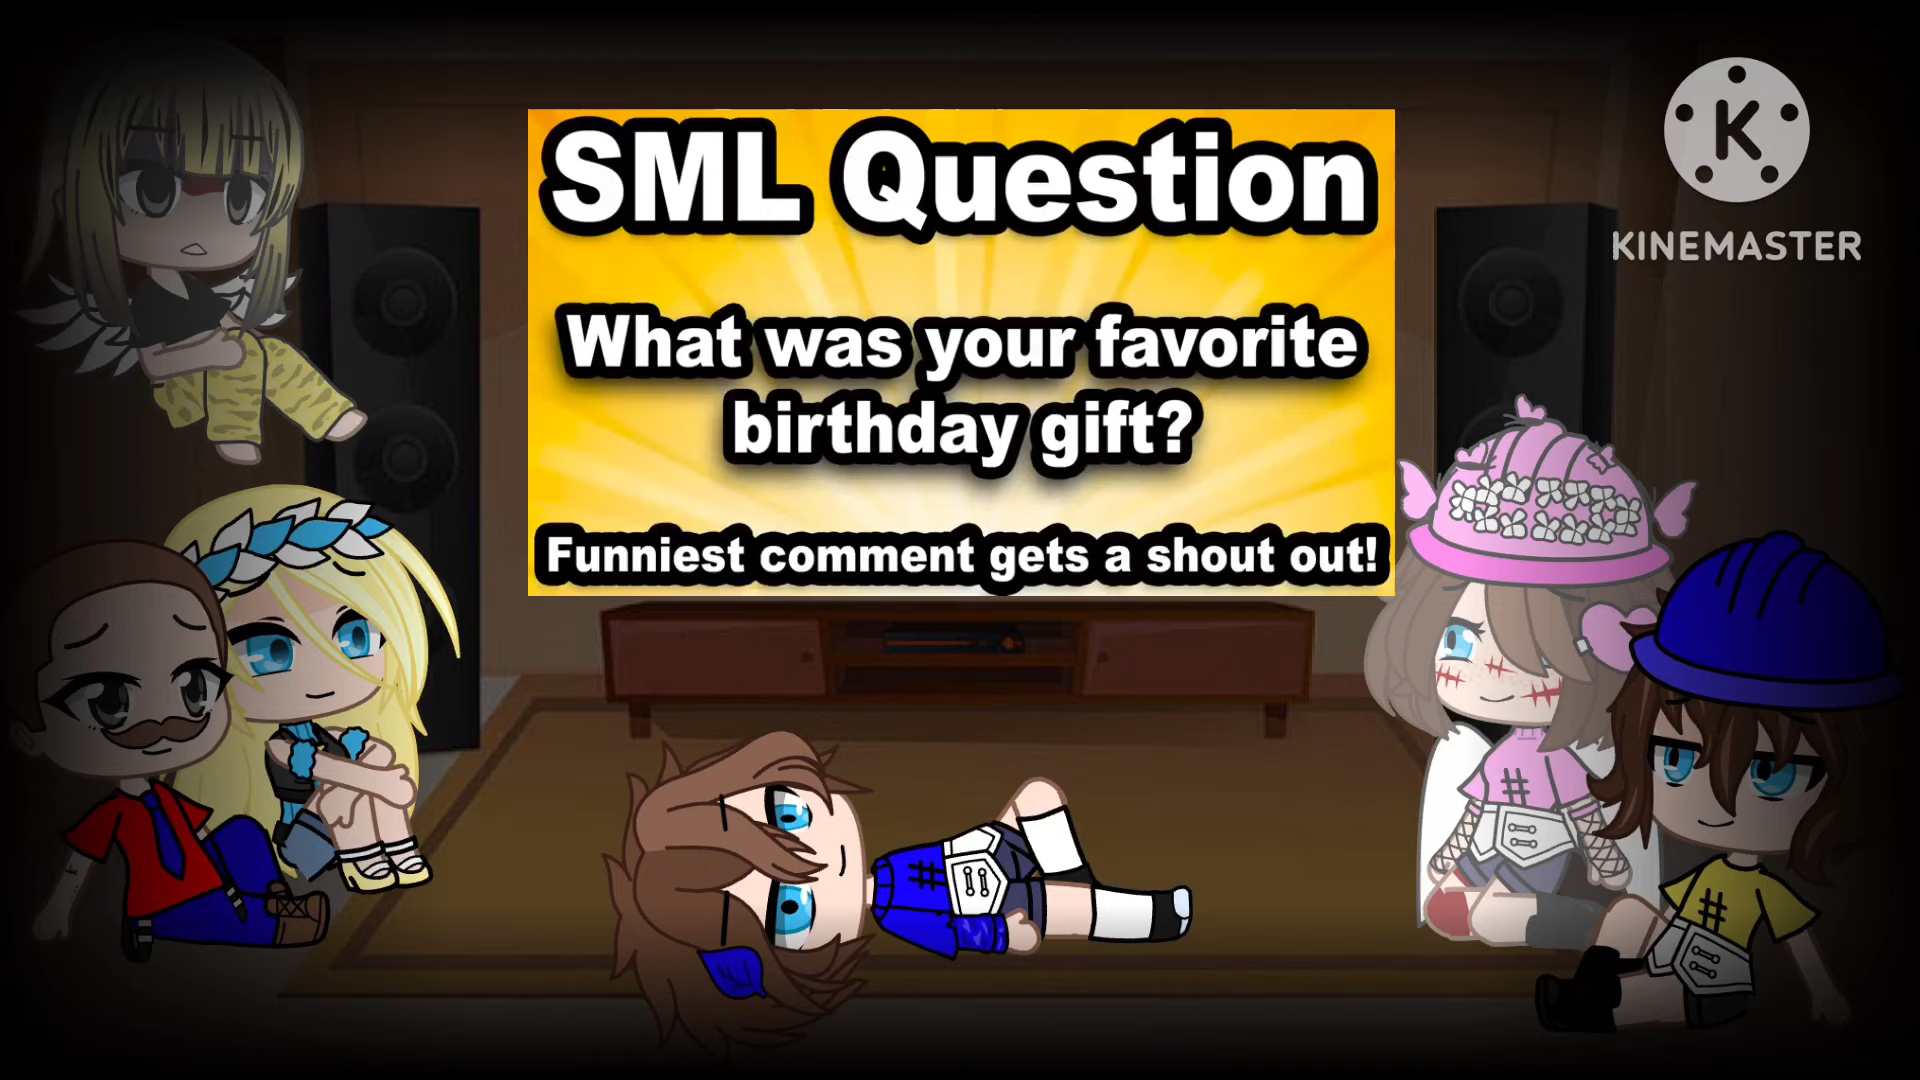 SML Question
What was your favorite
birthday gift?
Funniest comment gets a shout out!
K
KINEMASTER